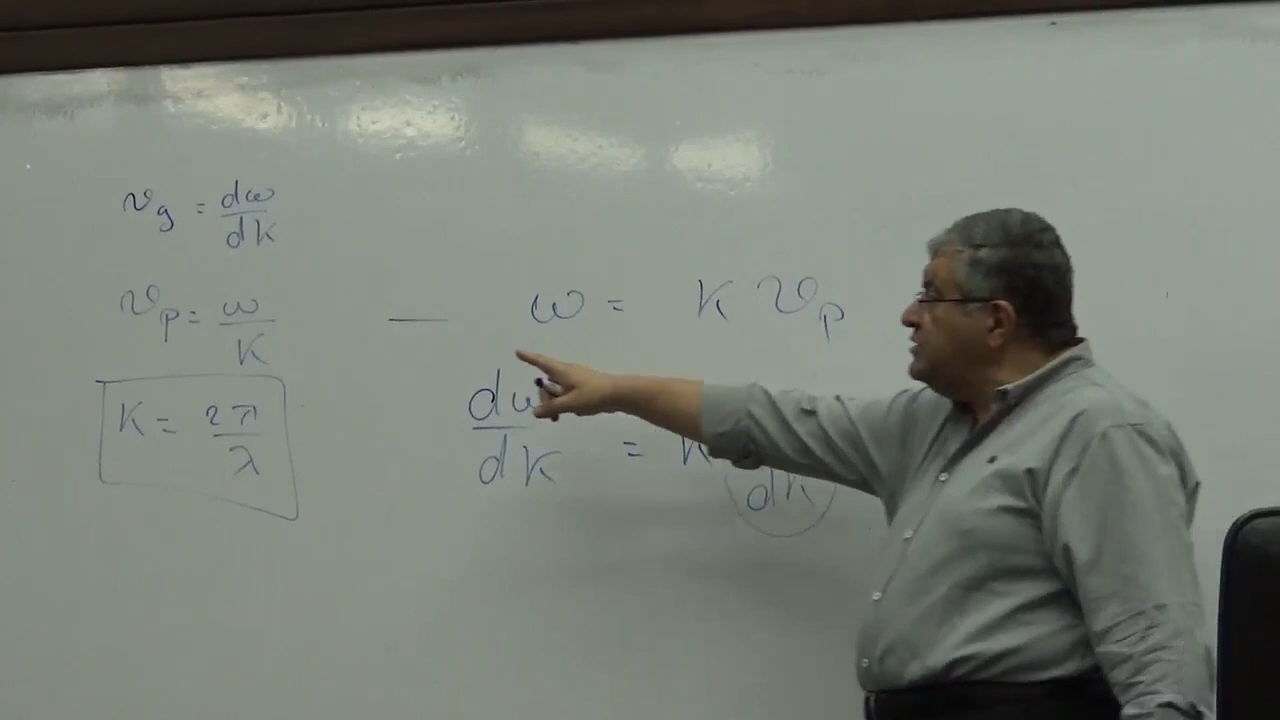 v_g = dω/dk
v_p = ω/k — ω = k v_p
k = 2π/λ
dω/dk = k /dk